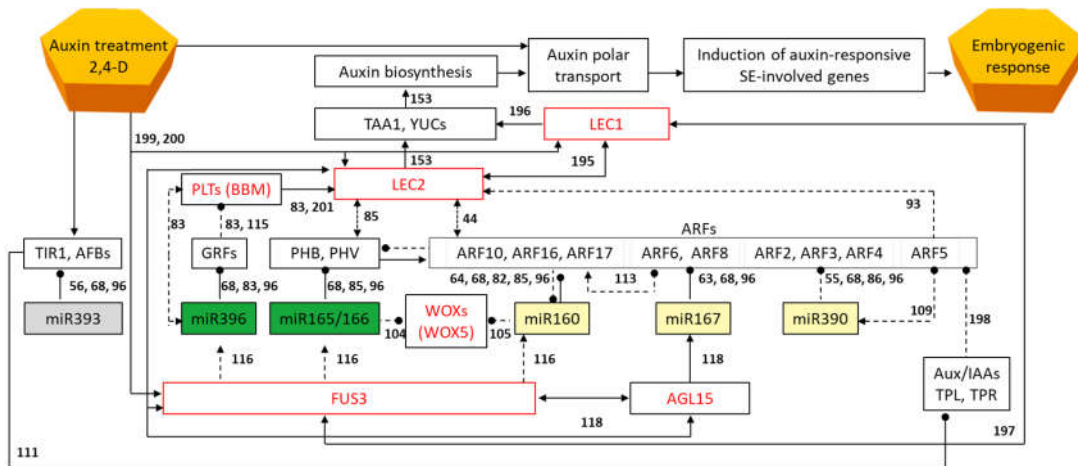 Auxin treatment
2,4-D
Auxin biosynthesis
Auxin polar
transport
Induction of auxin-responsive
SE-involved genes
Embryogenic
response
153
196
TAA1, YUCs
LEC1
199, 200
153
195
PLTs (BBM)
LEC2
83, 201
83
83, 115
85
44
93
ARFs
TIR1, AFBs
GRFs
PHB, PHV
ARF10, ARF16, ARF17
ARF6, ARF8
ARF2, ARF3, ARF4
ARF5
56, 68, 96
68, 83, 96
68, 85, 96
64, 68, 82, 85, 96
113
63, 68, 96
55, 68, 86, 96
109
198
miR393
miR396
miR165/166
WOXs
(WOX5)
104
105
miR160
miR167
miR390
116
116
116
118
Aux/IAAs
TPL, TPR
FUS3
AGL15
118
197
111